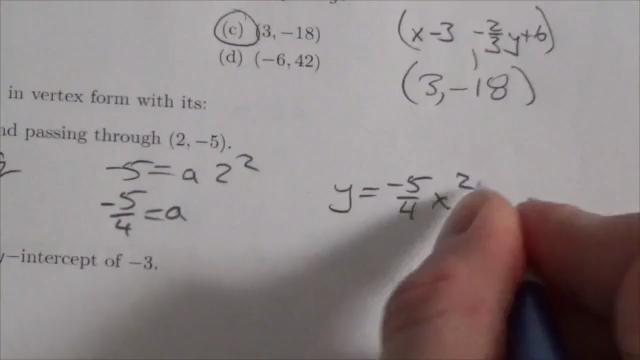 (c) (3, −18)
(d) (−6, 42)
(x-3 -2/3y+6)
(3, -18)
in vertex form with its:
nd passing through (2, −5).
-5 = a 2²
-5/4 = a
y = -5/4 x²
y−intercept of −3.